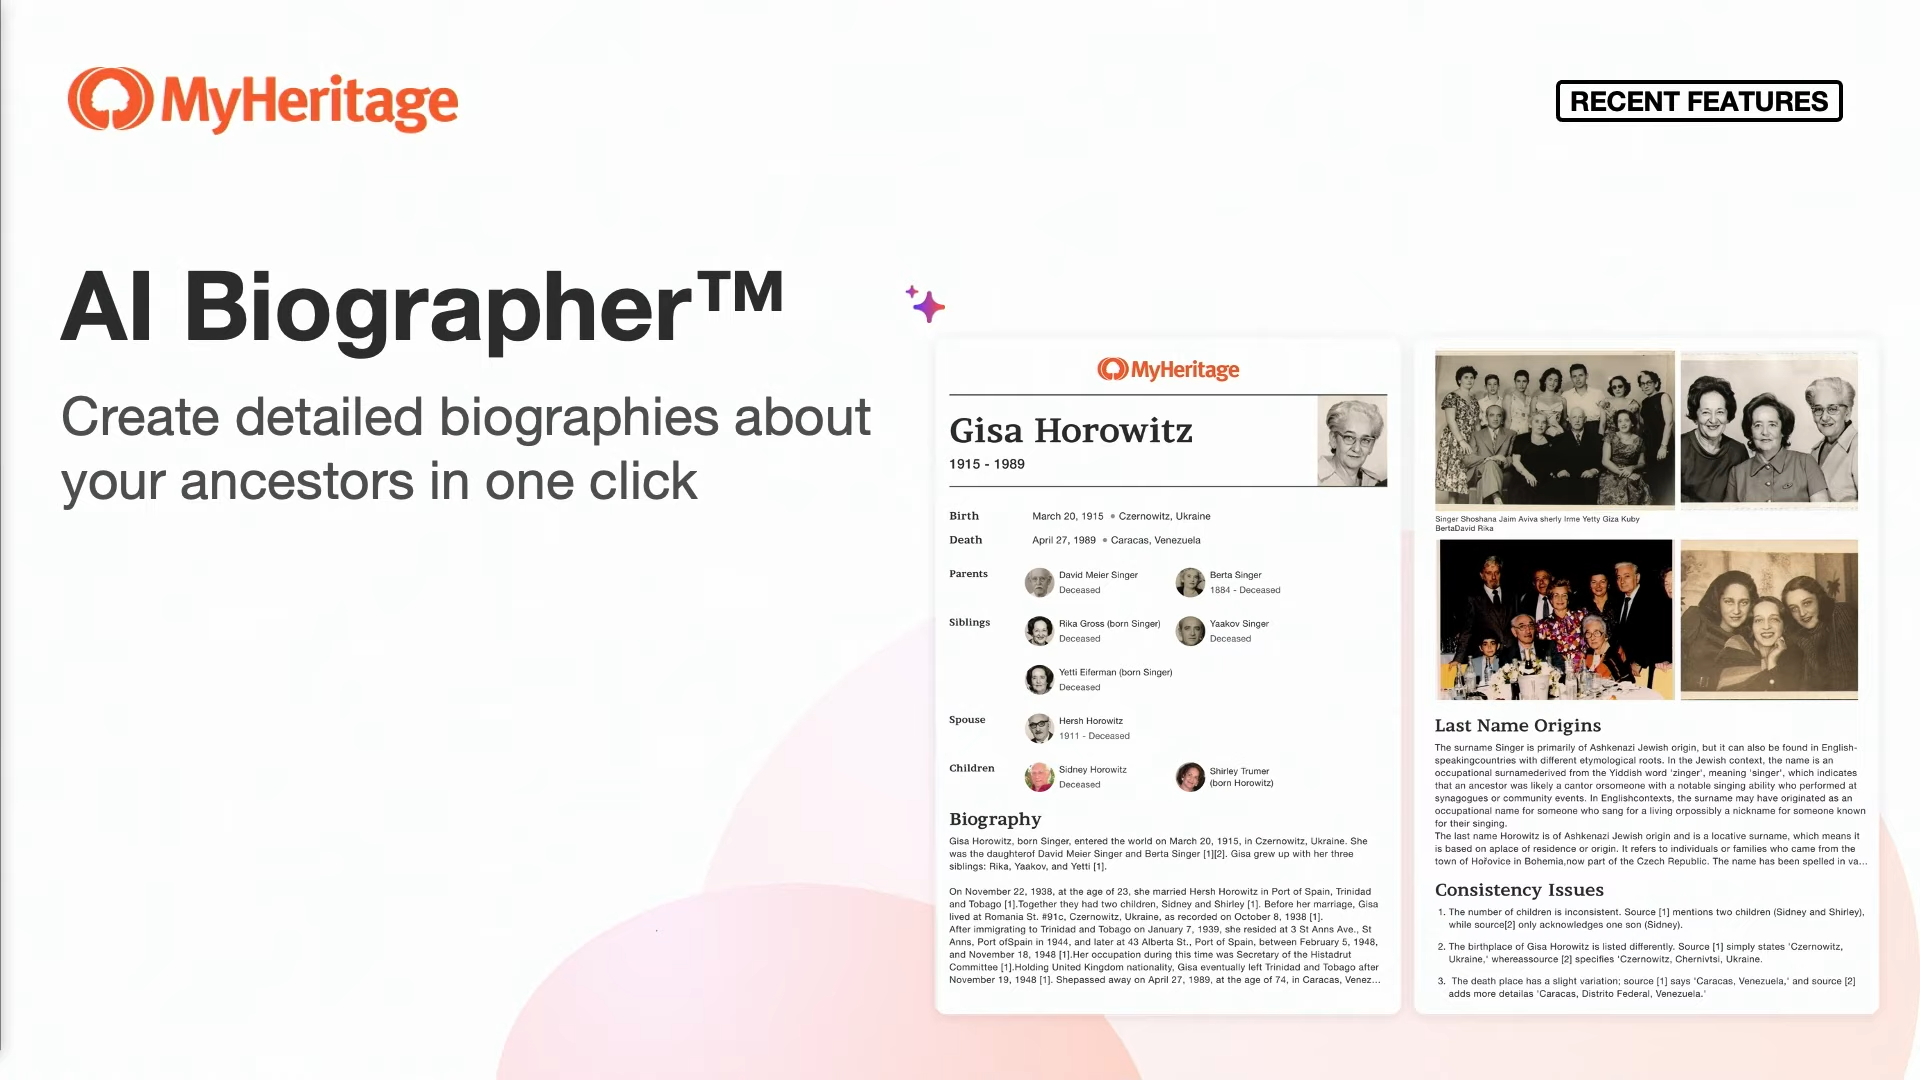 MyHeritage
RECENT FEATURES
AI Biographer™
Create detailed biographies about
your ancestors in one click
MyHeritage
Gisa Horowitz
1915 - 1989
Birth March 20, 1915 • Czernowitz, Ukraine
Death April 27, 1989 • Caracas, Venezuela
Parents David Meier Singer Berta Singer
Deceased 1884 - Deceased
Siblings Rika Gross (born Singer) Yaakov Singer
Deceased Deceased
Yetti Eiferman (born Singer)
Deceased
Spouse Hersh Horowitz
1911 - Deceased
Children Sidney Horowitz Shirley Trumer
Deceased (born Horowitz)
Biography
Gisa Horowitz, born Singer, entered the world on March 20, 1915, in Czernowitz, Ukraine. She
was the daughterof David Meier Singer and Berta Singer [1][2]. Gisa grew up with her three
siblings: Rika, Yaakov, and Yetti [1].
On November 22, 1938, at the age of 23, she married Hersh Horowitz in Port of Spain, Trinidad
and Tobago [1].Together they had two children, Sidney and Shirley [1]. Before her marriage, Gisa
lived at Romania St. #91c, Czernowitz, Ukraine, as recorded on October 8, 1938 [1].
After immigrating to Trinidad and Tobago on January 7, 1939, she resided at 3 St Anns Ave., St
Anns, Port ofSpain in 1944, and later at 43 Alberta St., Port of Spain, between February 5, 1948,
and November 18, 1948 [1].Her occupation during this time was Secretary of the Histadrut
Committee [1].Holding United Kingdom nationality, Gisa eventually left Trinidad and Tobago after
November 19, 1948 [1]. Shepassed away on April 27, 1989, at the age of 74, in Caracas, Venez...
Singer Shoshana Jaim Aviva sherly Irme Yetty Giza Kuby
BertaDavid Rika
Last Name Origins
The surname Singer is primarily of Ashkenazi Jewish origin, but it can also be found in English-
speakingcountries with different etymological roots. In the Jewish context, the name is an
occupational surnamederived from the Yiddish word 'zinger', meaning 'singer', which indicates
that an ancestor was likely a cantor orsomeone with a notable singing ability who performed at
synagogues or community events. In Englishcontexts, the surname may have originated as an
occupational name for someone who sang for a living orpossibly a nickname for someone known
for their singing.
The last name Horowitz is of Ashkenazi Jewish origin and is a locative surname, which means it
is based on aplace of residence or origin. It refers to individuals or families who came from the
town of Hořovice in Bohemia,now part of the Czech Republic. The name has been spelled in va...
Consistency Issues
1. The number of children is inconsistent. Source [1] mentions two children (Sidney and Shirley),
while source[2] only acknowledges one son (Sidney).
2. The birthplace of Gisa Horowitz is listed differently. Source [1] simply states 'Czernowitz,
Ukraine,' whereassource [2] specifies 'Czernowitz, Chernivtsi, Ukraine.
3. The death place has a slight variation; source [1] says 'Caracas, Venezuela,' and source [2]
adds more detailas 'Caracas, Distrito Federal, Venezuela.'